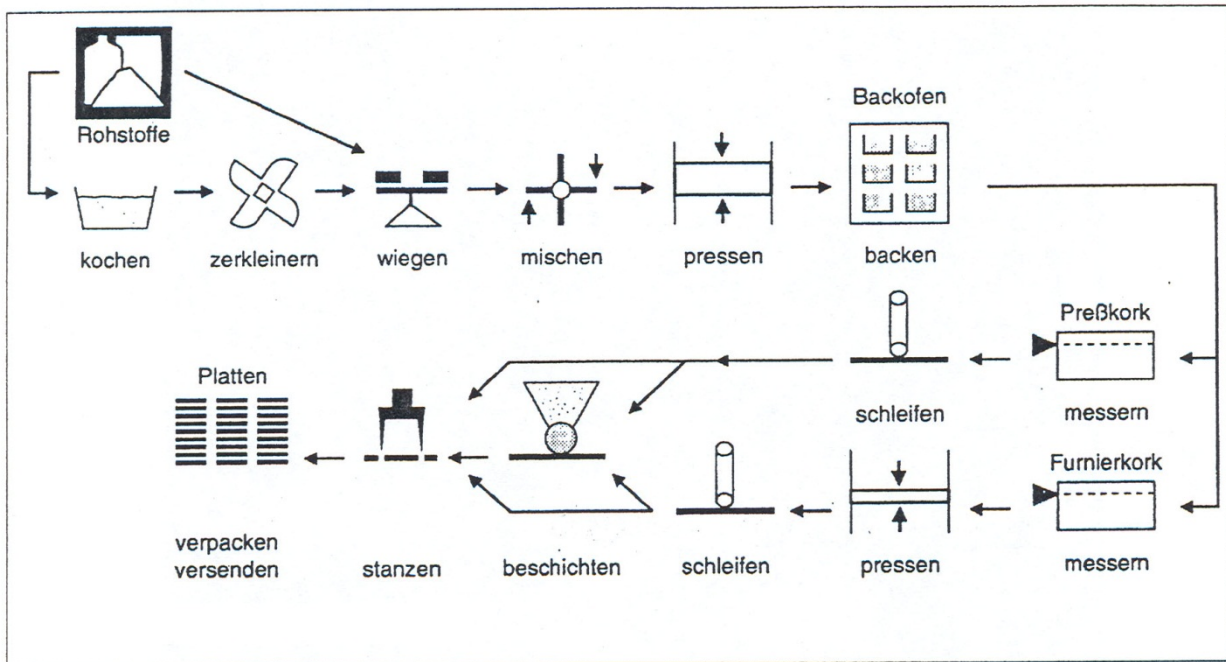 Rohstoffe
Backofen
kochen
zerkleinern
wiegen
mischen
pressen
backen
Preßkork
schleifen
messern
Platten
Furnierkork
verpacken
versenden
stanzen
beschichten
schleifen
pressen
messern